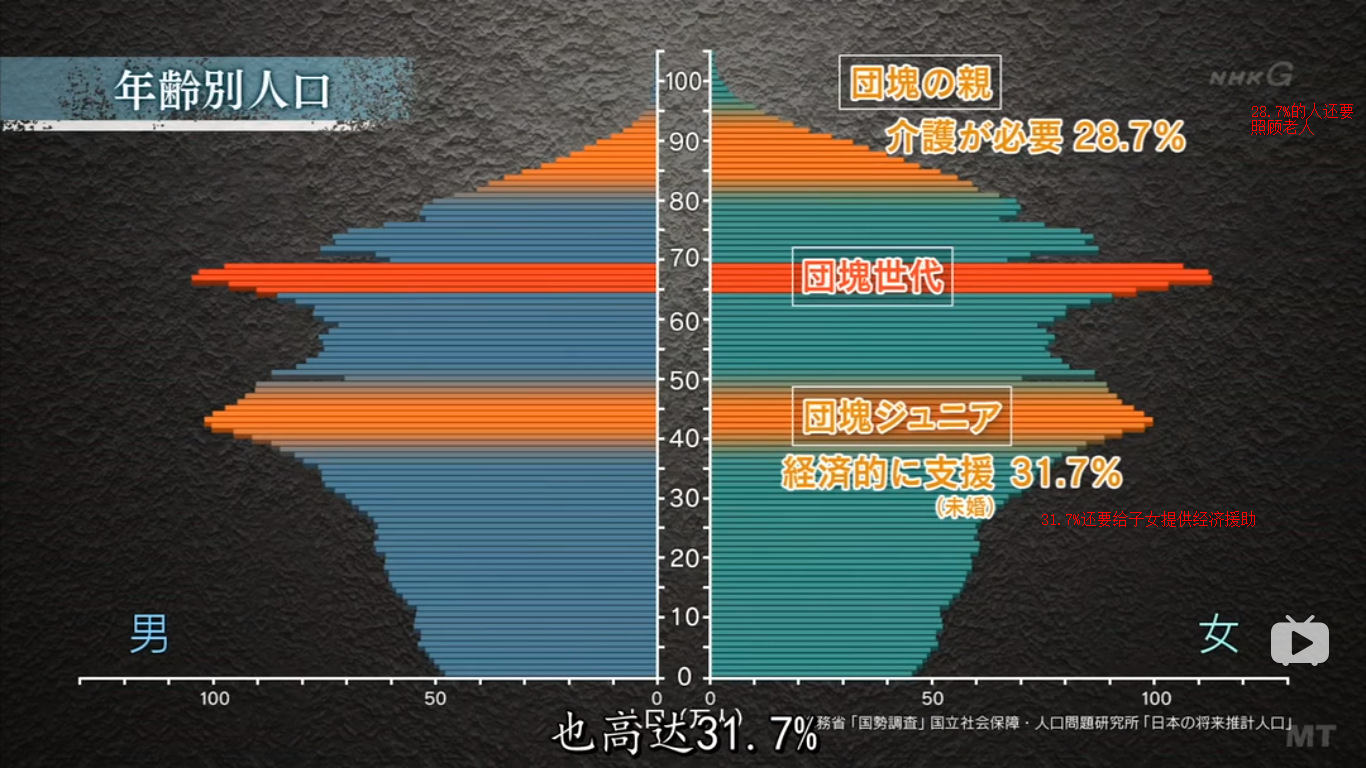 年齢別人口
団塊の親
介護が必要 28.7%
NHK G
28.7%的人还要
照顾老人
団塊世代
団塊ジュニア
経済的に支援 31.7%
(未婚)
31.7%还要给子女提供经济援助
男
女
100
90
80
70
60
50
40
30
20
10
0
100
50
0
0
50
100
務省「国勢調査」国立社会保障・人口問題研究所「日本の将来推計人口」
也高达31.7%
MT